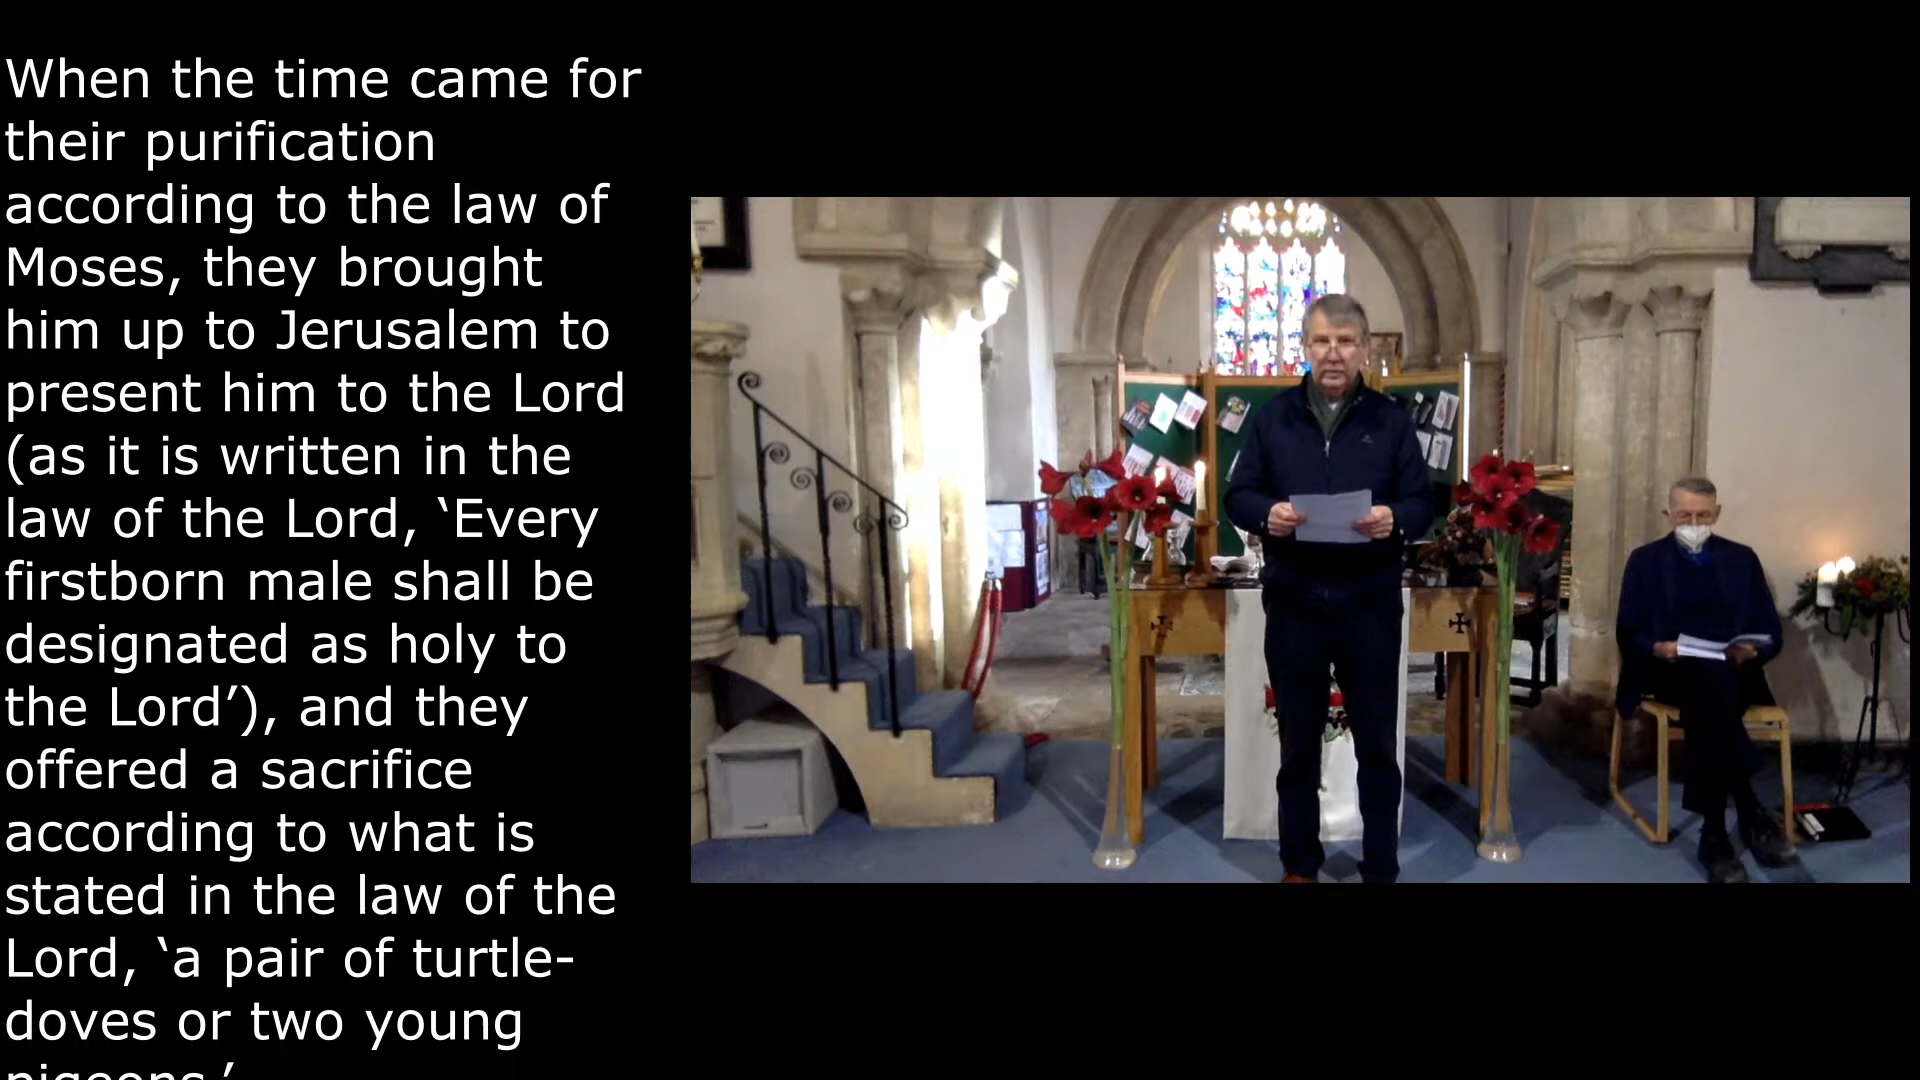 When the time came for
their purification
according to the law of
Moses, they brought
him up to Jerusalem to
present him to the Lord
(as it is written in the
law of the Lord, ‘Every
firstborn male shall be
designated as holy to
the Lord’), and they
offered a sacrifice
according to what is
stated in the law of the
Lord, ‘a pair of turtle-
doves or two young
pigeons.’